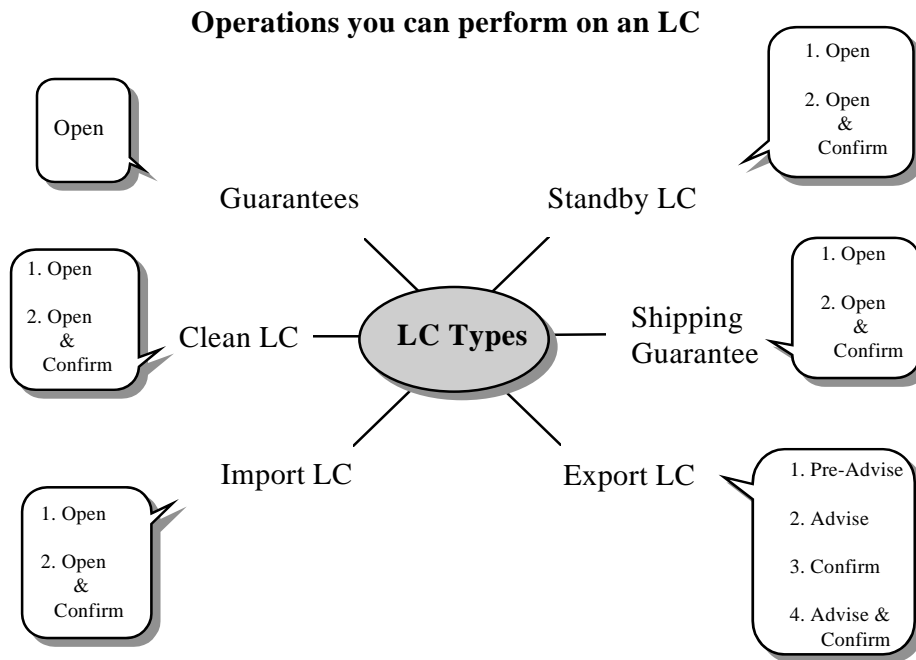 Operations you can perform on an LC
Open
Guarantees
1. Open
2. Open
&
Confirm
Standby LC
1. Open
2. Open
&
Confirm
Clean LC
LC Types
Shipping
Guarantee
1. Open
2. Open
&
Confirm
Import LC
1. Open
2. Open
&
Confirm
Export LC
1. Pre-Advise
2. Advise
3. Confirm
4. Advise &
Confirm